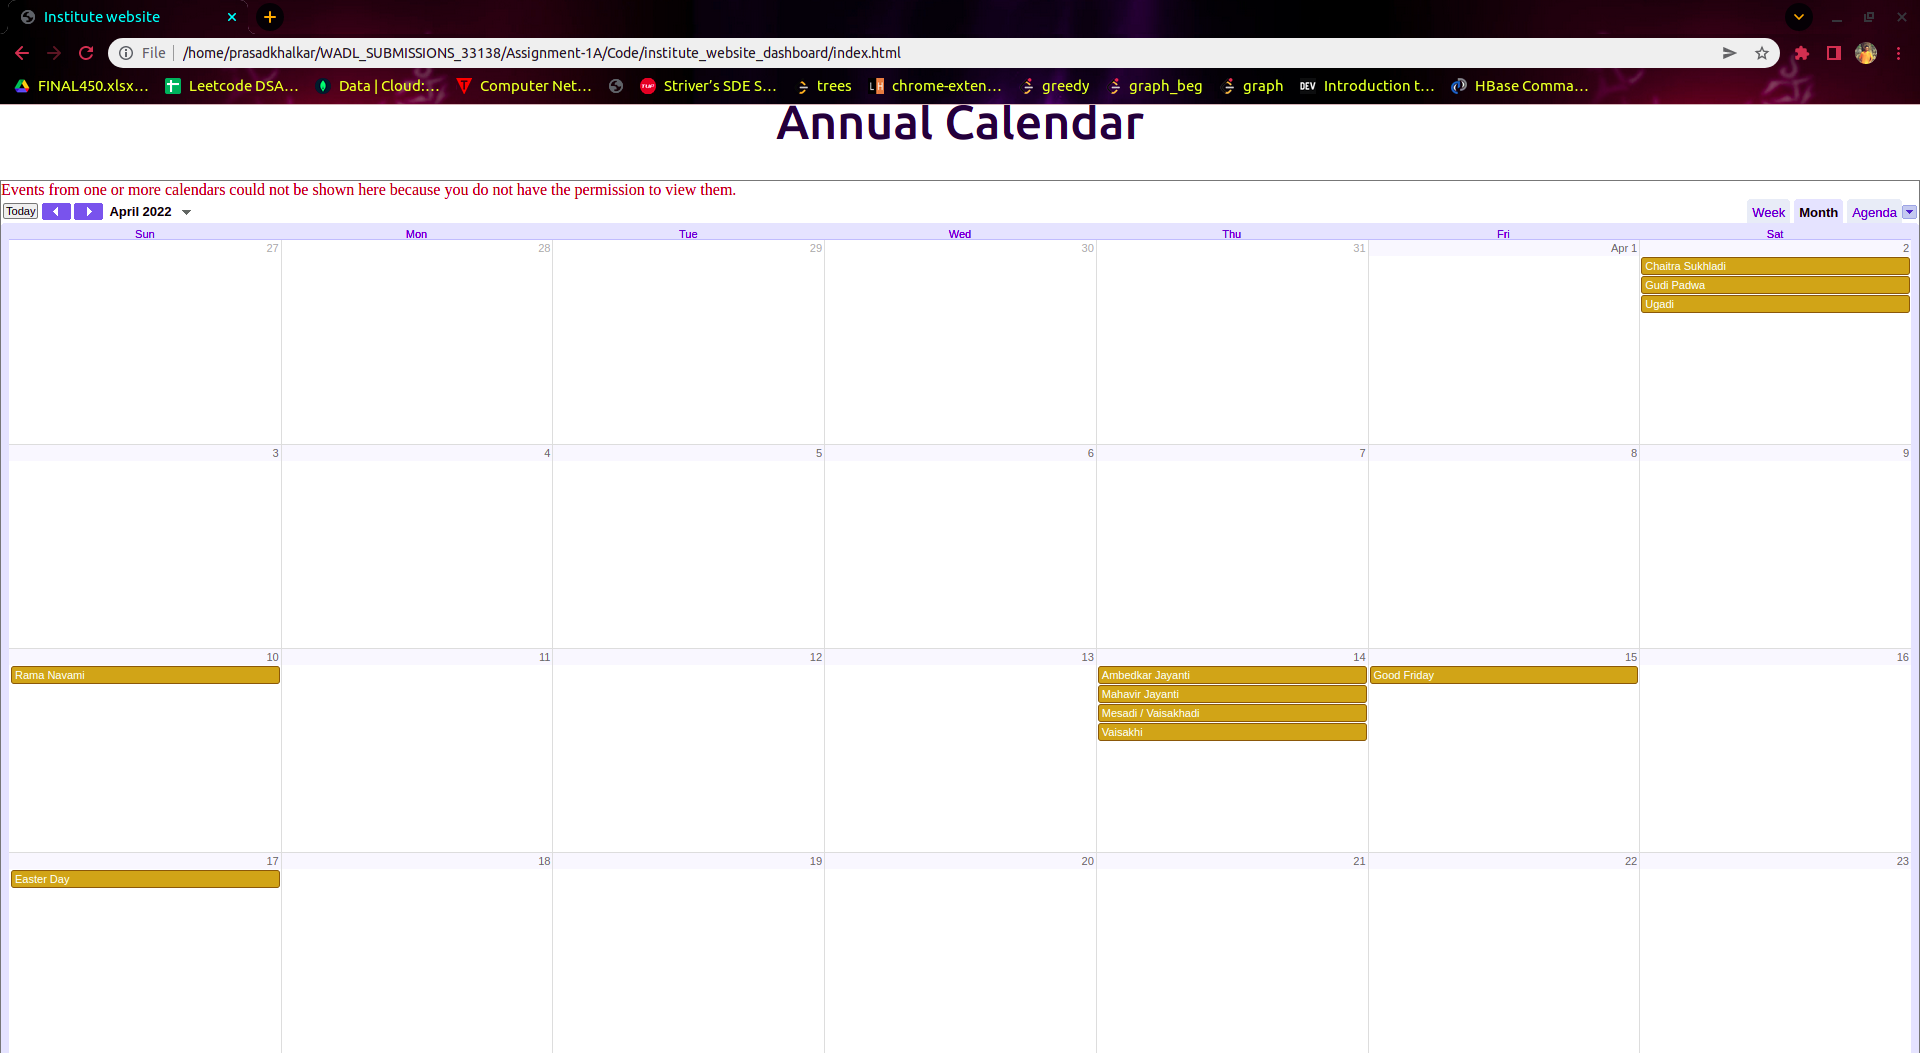 Institute website
File /home/prasadkhalkar/WADL_SUBMISSIONS_33138/Assignment-1A/Code/institute_website_dashboard/index.html
FINAL450.xlsx... Leetcode DSA... Data | Cloud:... Computer Net... Striver's SDE S... trees chrome-exten... greedy graph_beg graph DEV Introduction t... HBase Comma...
Annual Calendar
Events from one or more calendars could not be shown here because you do not have the permission to view them.
Today April 2022 Week Month Agenda
Sun Mon Tue Wed Thu Fri Sat
27 28 29 30 31 Apr 1 2
Chaitra Sukhladi
Gudi Padwa
Ugadi
3 4 5 6 7 8 9
10 11 12 13 14 15 16
Rama Navami Ambedkar Jayanti Good Friday
Mahavir Jayanti
Mesadi / Vaisakhadi
Vaisakhi
17 18 19 20 21 22 23
Easter Day